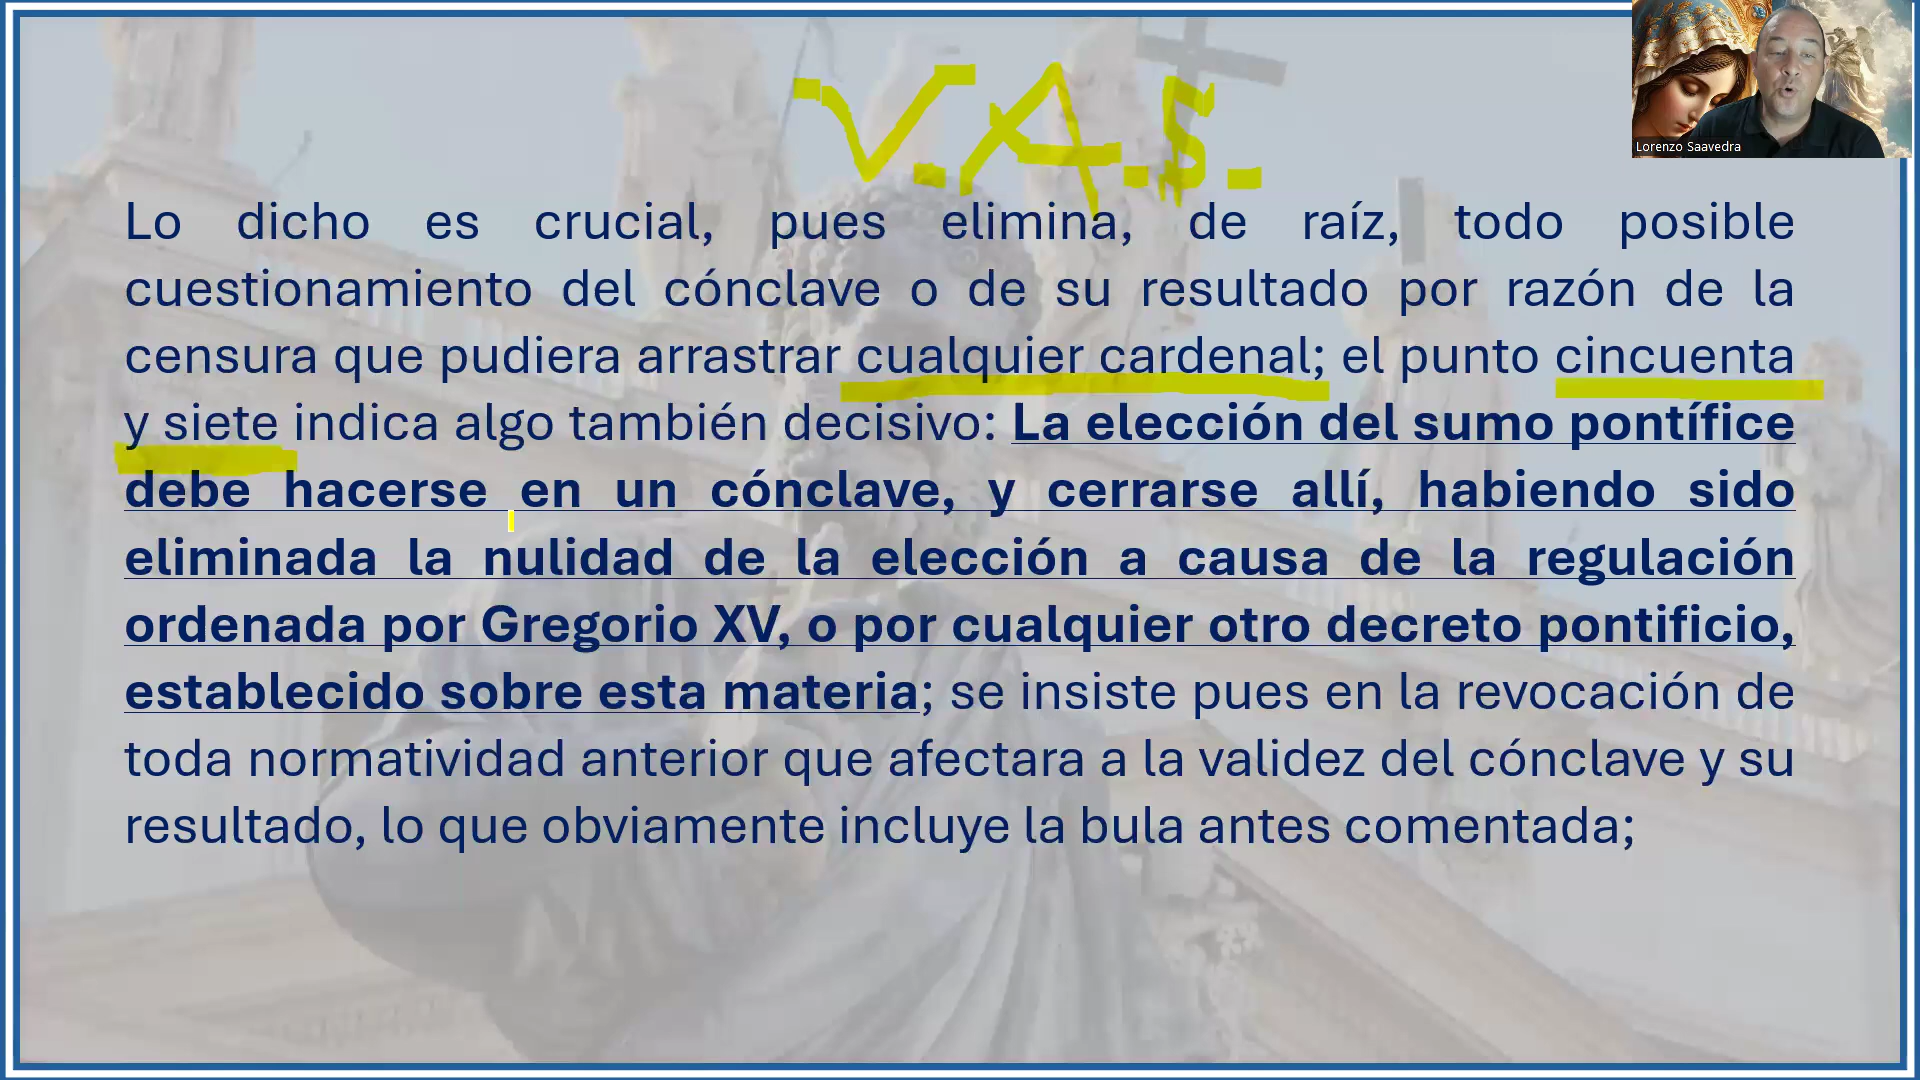 V.A.S.
Lorenzo Saavedra
Lo dicho es crucial, pues elimina, de raíz, todo posible
cuestionamiento del cónclave o de su resultado por razón de la
censura que pudiera arrastrar cualquier cardenal; el punto cincuenta
y siete indica algo también decisivo: La elección del sumo pontífice
debe hacerse en un cónclave, y cerrarse allí, habiendo sido
eliminada la nulidad de la elección a causa de la regulación
ordenada por Gregorio XV, o por cualquier otro decreto pontificio,
establecido sobre esta materia; se insiste pues en la revocación de
toda normatividad anterior que afectara a la validez del cónclave y su
resultado, lo que obviamente incluye la bula antes comentada;